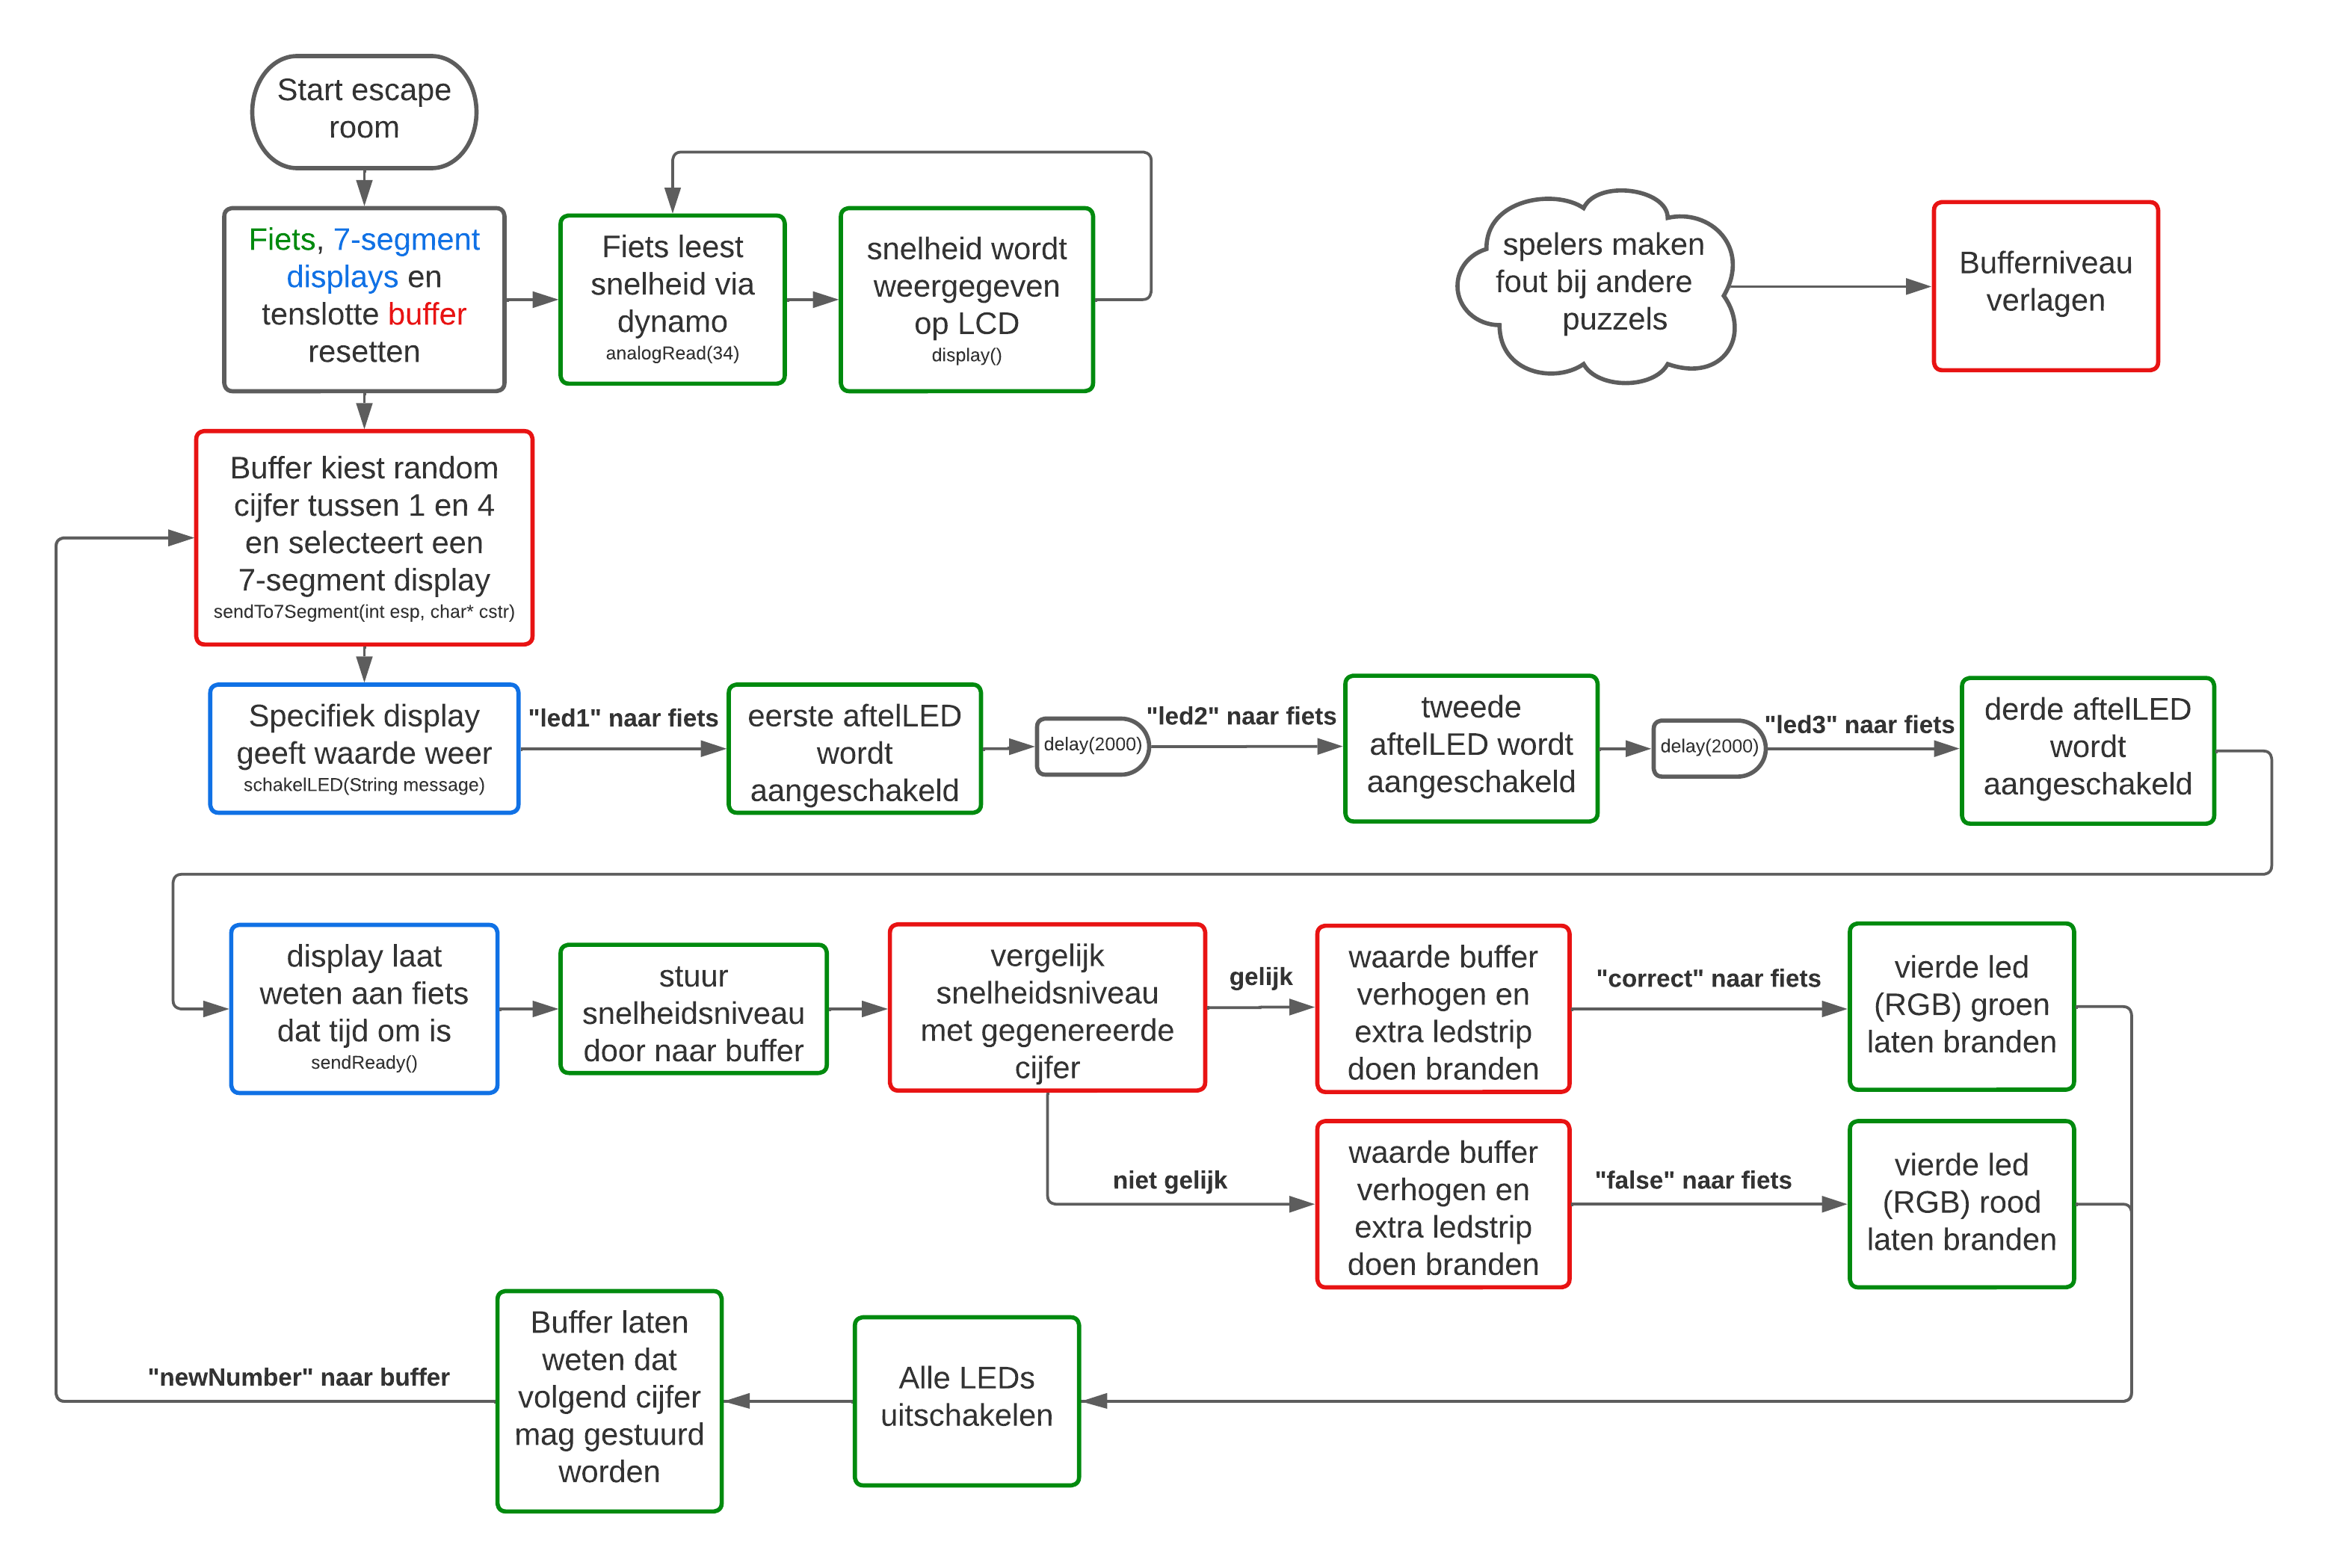 Start escape
room
Fiets, 7-segment
displays en
tenslotte buffer
resetten
Fiets leest
snelheid via
dynamo
analogRead(34)
snelheid wordt
weergegeven
op LCD
display()
spelers maken
fout bij andere
puzzels
Bufferniveau
verlagen
Buffer kiest random
cijfer tussen 1 en 4
en selecteert een
7-segment display
sendTo7Segment(int esp, char* cstr)
Specifiek display
geeft waarde weer
schakelLED(String message)
"led1" naar fiets
eerste aftelLED
wordt
aangeschakeld
delay(2000)
"led2" naar fiets
tweede
aftelLED wordt
aangeschakeld
delay(2000)
"led3" naar fiets
derde aftelLED
wordt
aangeschakeld
display laat
weten aan fiets
dat tijd om is
sendReady()
stuur
snelheidsniveau
door naar buffer
vergelijk
snelheidsniveau
met gegenereerde
cijfer
gelijk
waarde buffer
verhogen en
extra ledstrip
doen branden
"correct" naar fiets
vierde led
(RGB) groen
laten branden
niet gelijk
waarde buffer
verhogen en
extra ledstrip
doen branden
"false" naar fiets
vierde led
(RGB) rood
laten branden
Alle LEDs
uitschakelen
Buffer laten
weten dat
volgend cijfer
mag gestuurd
worden
"newNumber" naar buffer